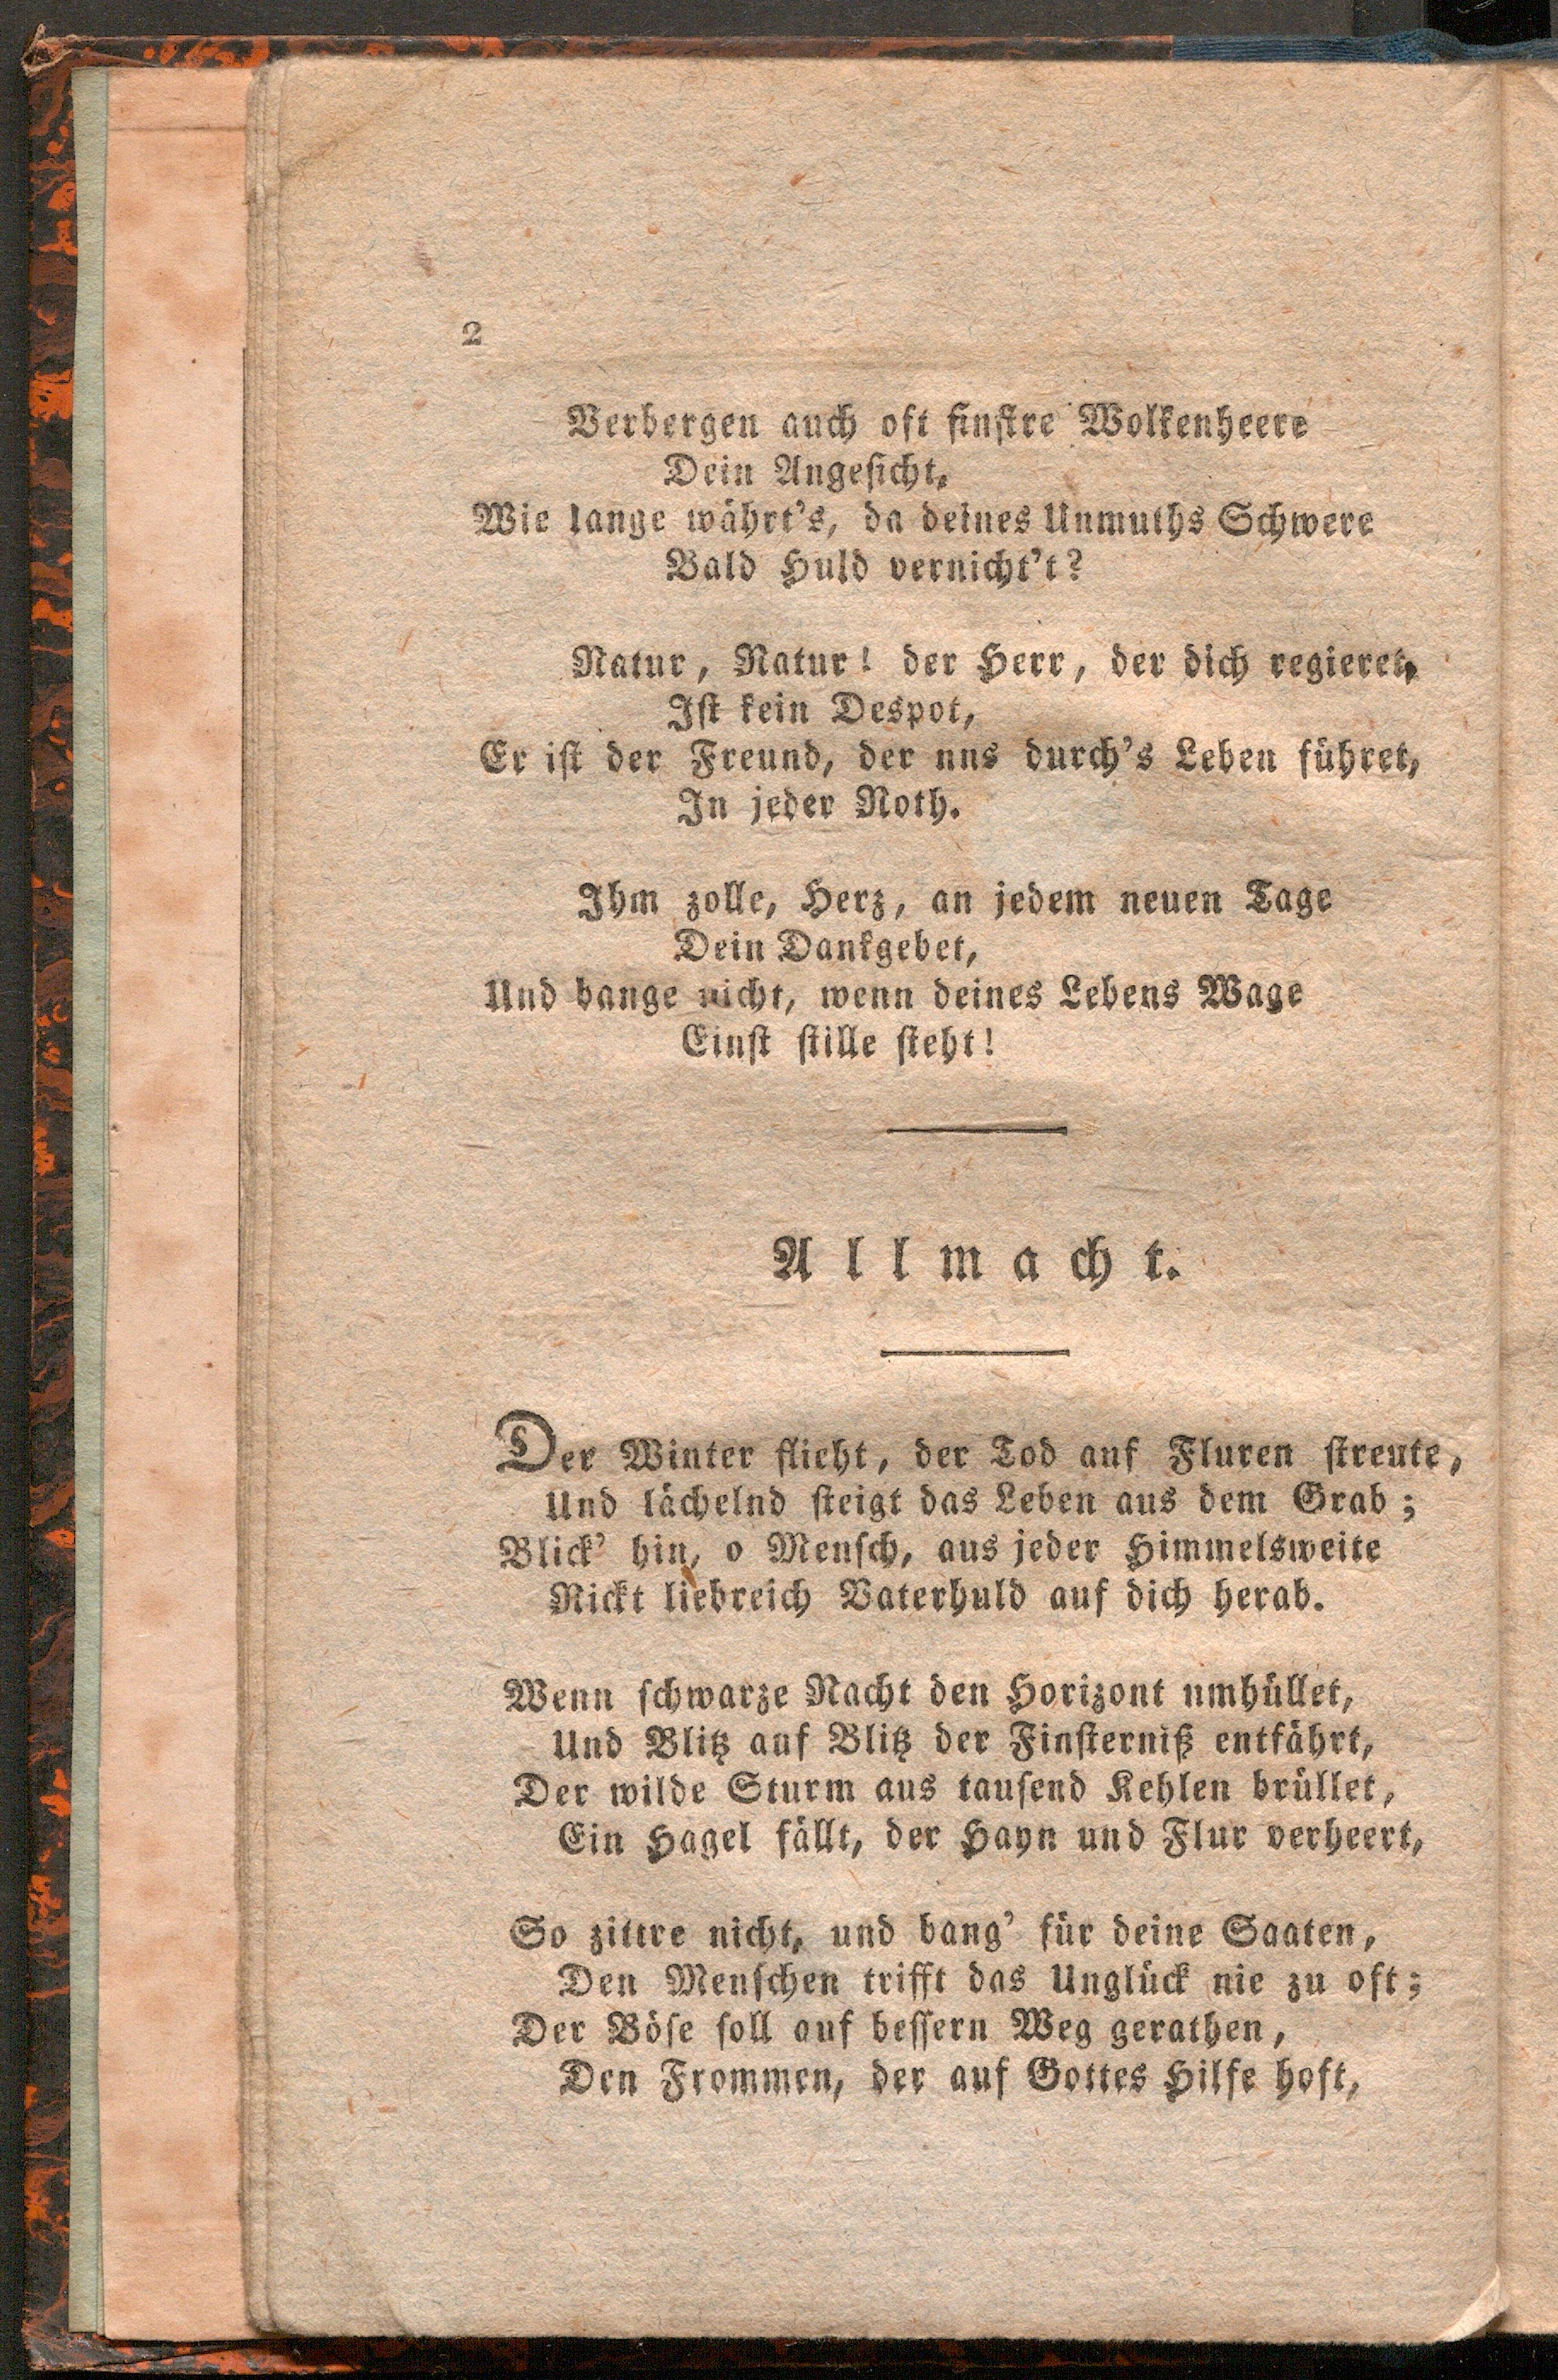 2
Verbergen auch oft finſtre Wolkenheere
Dein Angeſicht,
Wie lange währt's, da deines Unmuths Schwere
Bald Huld vernicht't?
Natur, Natur! der Herr, der dich regieret,
Iſt kein Despot,
Er iſt der Freund, der uns durch's Leben führet,
In jeder Noth.
Ihm zolle, Herz, an jedem neuen Tage
Dein Dankgebet,
Und bange nicht, wenn deines Lebens Wage
Einſt ſtille ſteht!
Allmacht.
Der Winter flieht, der Tod auf Fluren ſtreute,
Und lächelnd ſteigt das Leben aus dem Grab;
Blick' hin, o Menſch, aus jeder Himmelsweite
Nickt liebreich Vaterhuld auf dich herab.
Wenn ſchwarze Nacht den Horizont umhüllet,
Und Blitz auf Blitz der Finſterniß entfährt,
Der wilde Sturm aus tauſend Kehlen brüllet,
Ein Hagel fällt, der Hayn und Flur verheert,
So zittre nicht, und bang' für deine Saaten,
Den Menſchen trifft das Unglück nie zu oft;
Der Böſe ſoll auf beſſern Weg gerathen,
Den Frommen, der auf Gottes Hilfe hoft,